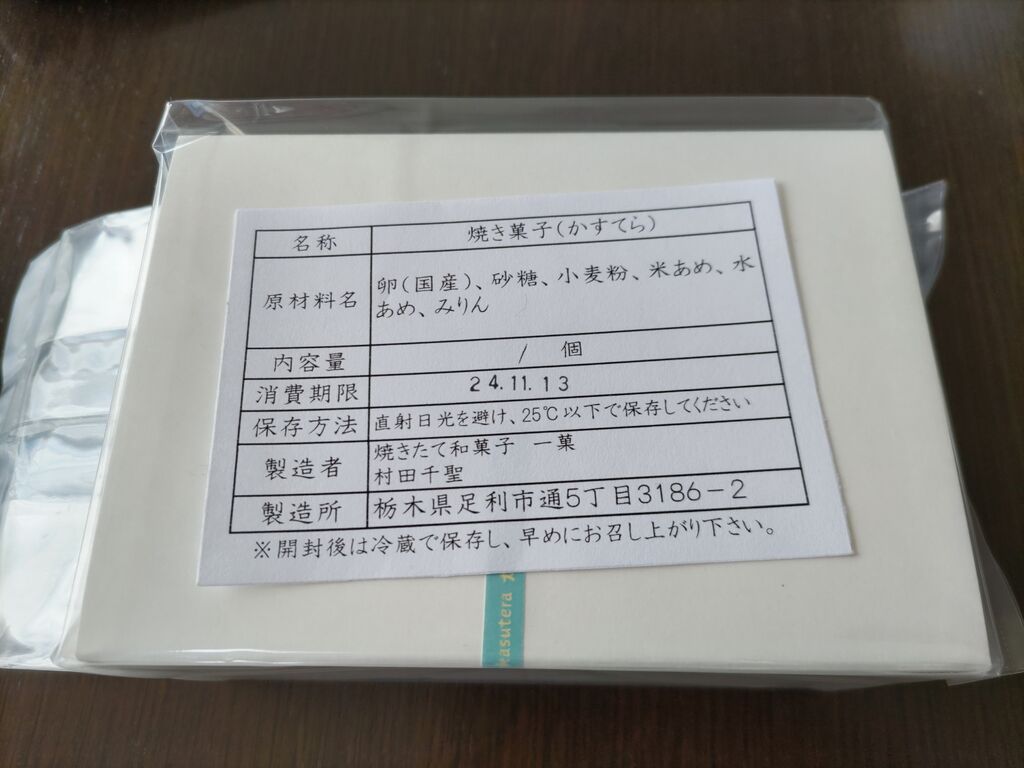 名称 焼き菓子(かすてら)
原材料名 卵(国産)、砂糖、小麦粉、米あめ、水
あめ、みりん
内容量 / 個
消費期限 24.11.13
保存方法 直射日光を避け、25℃以下で保存してください
製造者 焼きたて和菓子 一菓
村田千聖
製造所 栃木県足利市通5丁目3186-2
※開封後は冷蔵で保存し、早めにお召し上がり下さい。
Kasutera